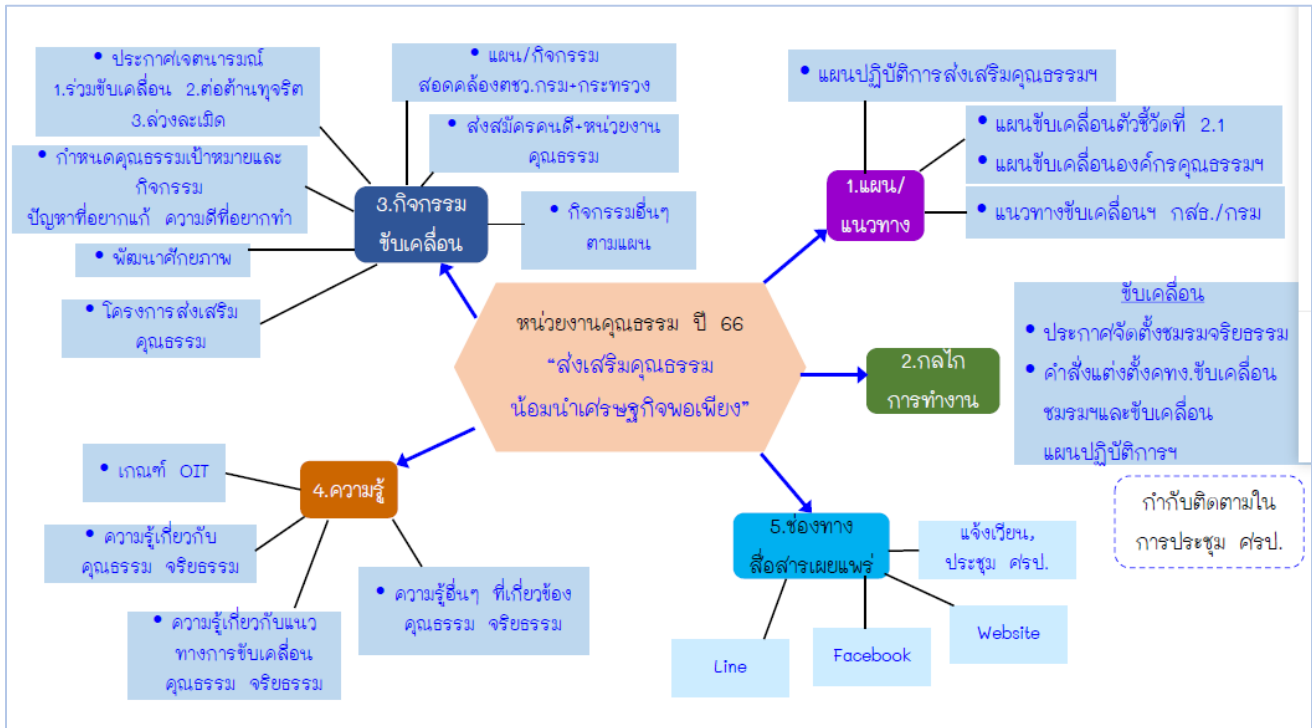 • ประกาศเจตนารมณ์
1.ร่วมขับเคลื่อน 2.ต่อต้านทุจริต
3.ล่วงละเมิด
• กำหนดคุณธรรมเป้าหมายและ
กิจกรรม
ปัญหาที่อยากแก้ ความดีที่อยากทำ
• พัฒนาศักยภาพ
• โครงการส่งเสริม
คุณธรรม
• แผน/กิจกรรม
สอดคล้องตชว.กรม+กระทรวง
• ส่งสมัครคนดี+หน่วยงาน
คุณธรรม
• กิจกรรมอื่นๆ
ตามแผน
3.กิจกรรม
ขับเคลื่อน
• แผนปฏิบัติการส่งเสริมคุณธรรมฯ
• แผนขับเคลื่อนตัวชี้วัดที่ 2.1
• แผนขับเคลื่อนองค์กรคุณธรรมฯ
• แนวทางขับเคลื่อนฯ กสธ./กรม
1.แผน/
แนวทาง
หน่วยงานคุณธรรม ปี 66
“ส่งเสริมคุณธรรม
น้อมนำเศรษฐกิจพอเพียง”
2.กลไก
การทำงาน
ขับเคลื่อน
• ประกาศจัดตั้งชมรมจริยธรรม
• คำสั่งแต่งตั้งคทง.ขับเคลื่อน
ชมรมฯและขับเคลื่อน
แผนปฏิบัติการฯ
กำกับติดตามใน
การประชุม ศรป.
4.ความรู้
• เกณฑ์ OIT
• ความรู้เกี่ยวกับ
คุณธรรม จริยธรรม
• ความรู้เกี่ยวกับแนว
ทางการขับเคลื่อน
คุณธรรม จริยธรรม
• ความรู้อื่นๆ ที่เกี่ยวข้อง
คุณธรรม จริยธรรม
5.ช่องทาง
สื่อสารเผยแพร่
แจ้งเวียน,
ประชุม ศรป.
Website
Facebook
Line